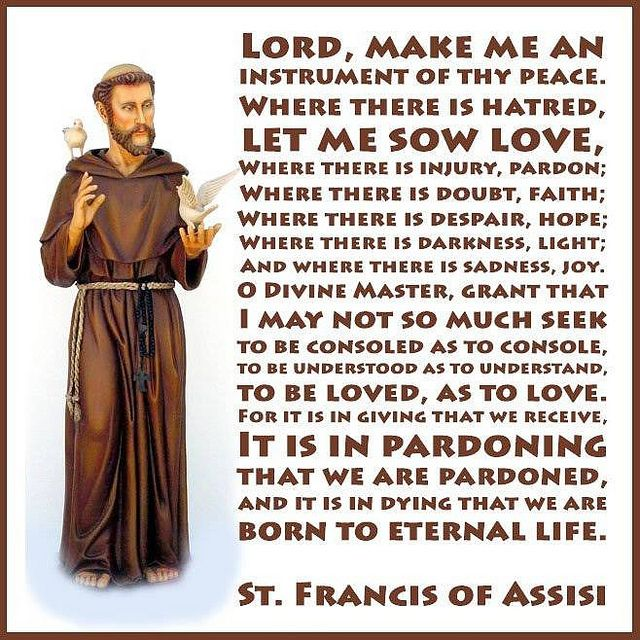 LORD, MAKE ME AN
INSTRUMENT OF THY PEACE.
WHERE THERE IS HATRED,
LET ME SOW LOVE,
WHERE THERE IS INJURY, PARDON;
WHERE THERE IS DOUBT, FAITH;
WHERE THERE IS DESPAIR, HOPE;
WHERE THERE IS DARKNESS, LIGHT;
AND WHERE THERE IS SADNESS, JOY.
O DIVINE MASTER, GRANT THAT
I MAY NOT SO MUCH SEEK
TO BE CONSOLED AS TO CONSOLE,
TO BE UNDERSTOOD AS TO UNDERSTAND,
TO BE LOVED, AS TO LOVE.
FOR IT IS IN GIVING THAT WE RECEIVE,
IT IS IN PARDONING
THAT WE ARE PARDONED,
AND IT IS IN DYING THAT WE ARE
BORN TO ETERNAL LIFE.
ST. FRANCIS OF ASSISI